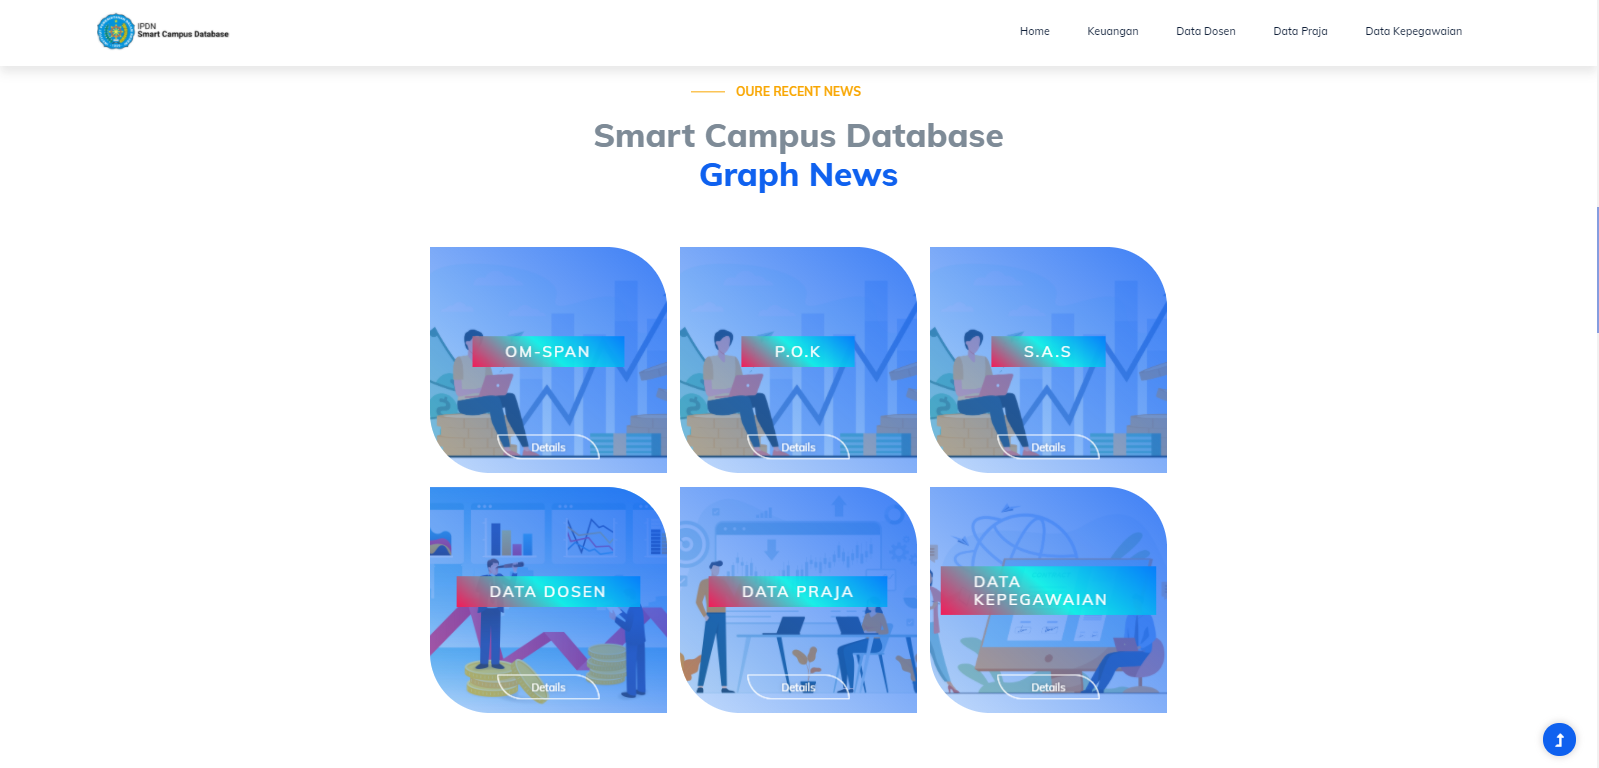 IPDN
Smart Campus Database
Home Keuangan Data Dosen Data Praja Data Kepegawaian
OURE RECENT NEWS
Smart Campus Database
Graph News
OM-SPAN
Details
P.O.K
Details
S.A.S
Details
DATA DOSEN
Details
DATA PRAJA
Details
DATA
KEPEGAWAIAN
Details